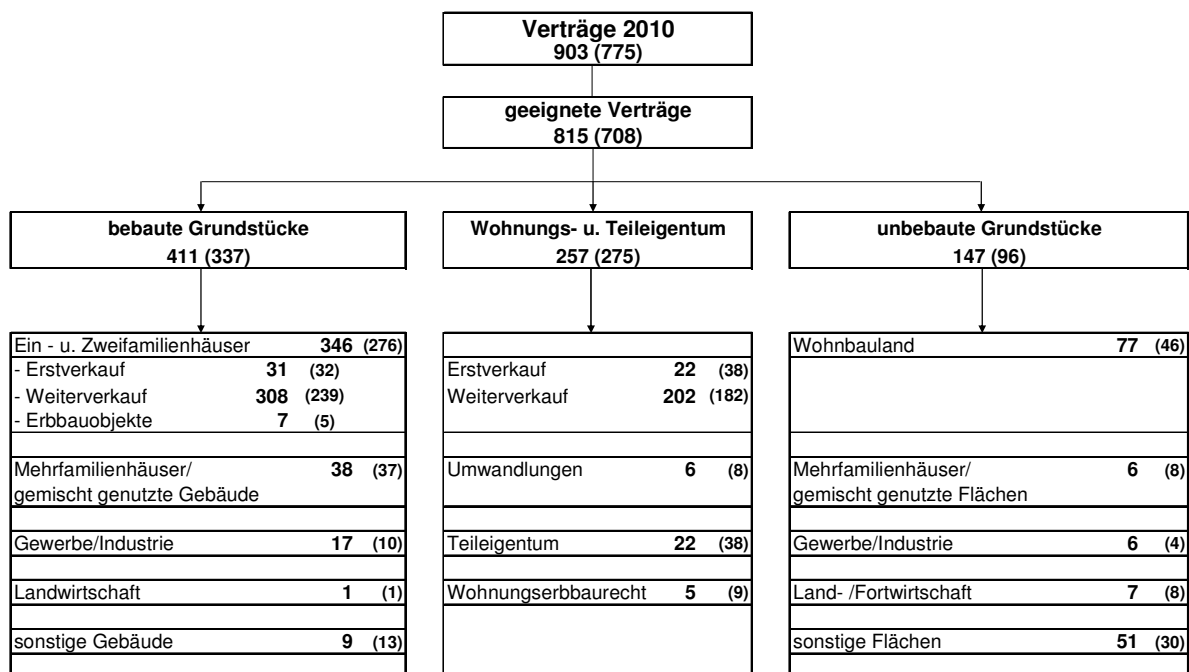 Verträge 2010
903 (775)
geeignete Verträge
815 (708)
bebaute Grundstücke
411 (337)
Ein - u. Zweifamilienhäuser 346 (276)
- Erstverkauf 31 (32)
- Weiterverkauf 308 (239)
- Erbbauobjekte 7 (5)
Mehrfamilienhäuser/ 38 (37)
gemischt genutzte Gebäude
Gewerbe/Industrie 17 (10)
Landwirtschaft 1 (1)
sonstige Gebäude 9 (13)
Wohnungs- u. Teileigentum
257 (275)
Erstverkauf 22 (38)
Weiterverkauf 202 (182)
Umwandlungen 6 (8)
Teileigentum 22 (38)
Wohnungserbbaurecht 5 (9)
unbebaute Grundstücke
147 (96)
Wohnbauland 77 (46)
Mehrfamilienhäuser/ 6 (8)
gemischt genutzte Flächen
Gewerbe/Industrie 6 (4)
Land- /Fortwirtschaft 7 (8)
sonstige Flächen 51 (30)